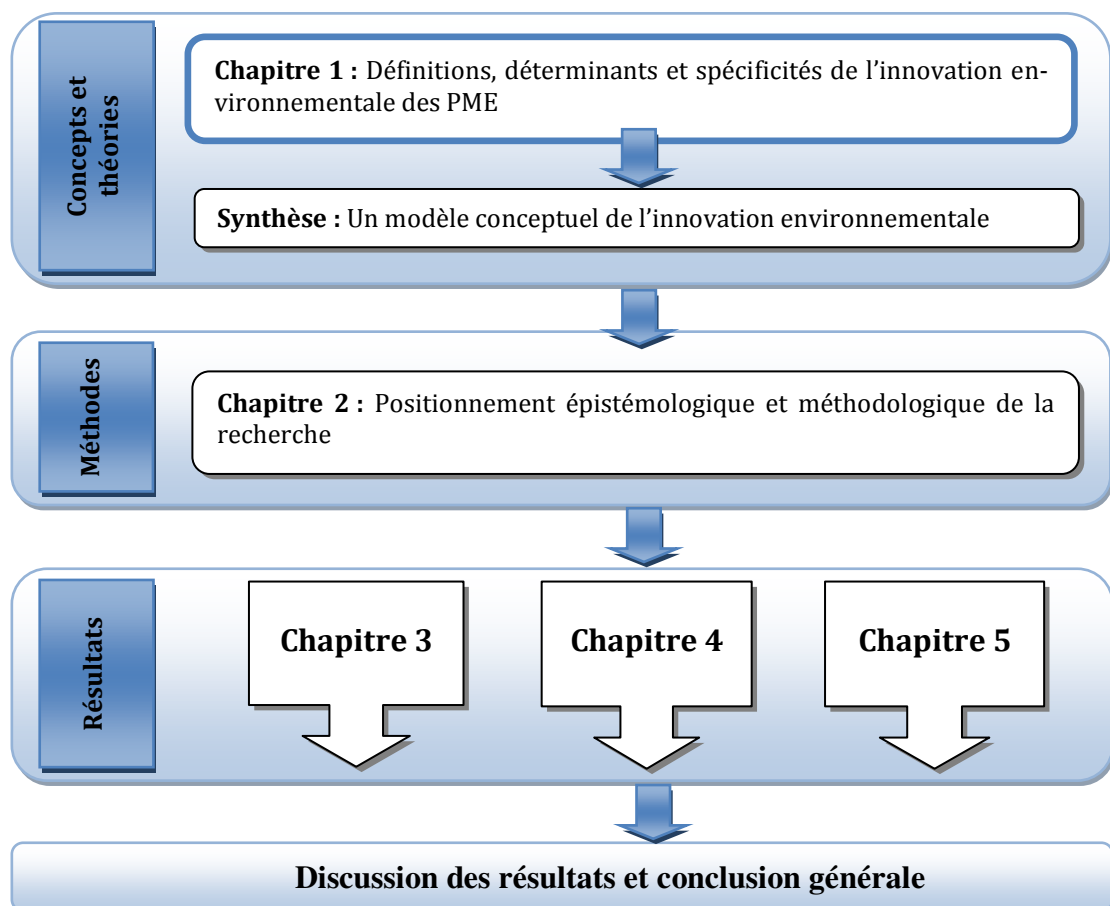 Concepts et
théories
Chapitre 1 : Définitions, déterminants et spécificités de l’innovation en-
vironnementale des PME
Synthèse : Un modèle conceptuel de l’innovation environnementale
Méthodes
Chapitre 2 : Positionnement épistémologique et méthodologique de la
recherche
Résultats
Chapitre 3
Chapitre 4
Chapitre 5
Discussion des résultats et conclusion générale